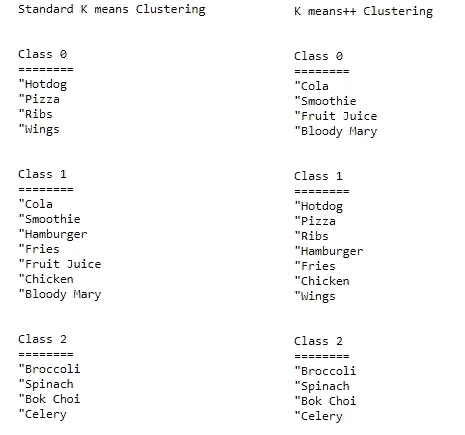 Standard K means Clustering
Class 0
========
"Hotdog
"Pizza
"Ribs
"Wings
Class 1
========
"Cola
"Smoothie
"Hamburger
"Fries
"Fruit Juice
"Chicken
"Bloody Mary
Class 2
========
"Broccoli
"Spinach
"Bok Choi
"Celery
K means++ Clustering
Class 0
========
"Cola
"Smoothie
"Fruit Juice
"Bloody Mary
Class 1
========
"Hotdog
"Pizza
"Ribs
"Hamburger
"Fries
"Chicken
"Wings
Class 2
========
"Broccoli
"Spinach
"Bok Choi
"Celery